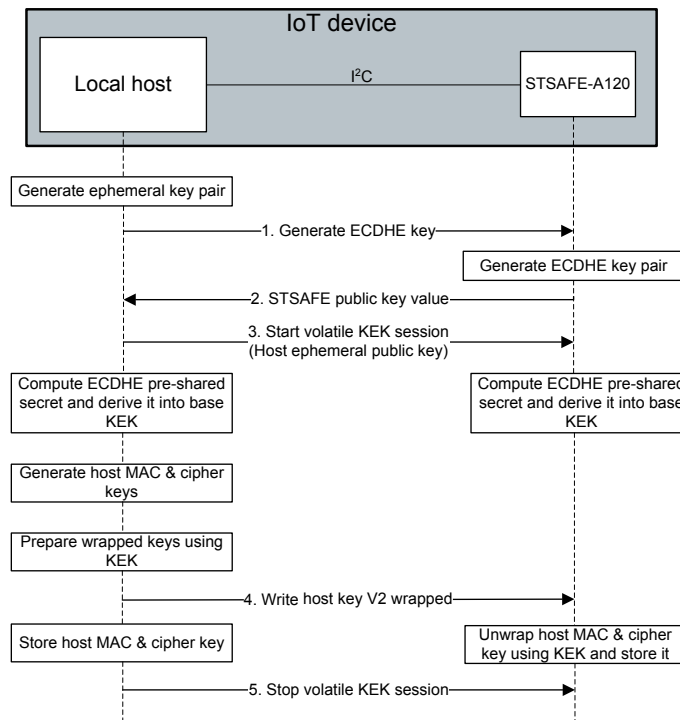 IoT device
Local host
I²C
STSAFE-A120
Generate ephemeral key pair
1. Generate ECDHE key
Generate ECDHE key pair
2. STSAFE public key value
3. Start volatile KEK session
(Host ephemeral public key)
Compute ECDHE pre-shared
secret and derive it into base
KEK
Compute ECDHE pre-shared
secret and derive it into base
KEK
Generate host MAC & cipher
keys
Prepare wrapped keys using
KEK
4. Write host key V2 wrapped
Store host MAC & cipher key
Unwrap host MAC & cipher
key using KEK and store it
5. Stop volatile KEK session